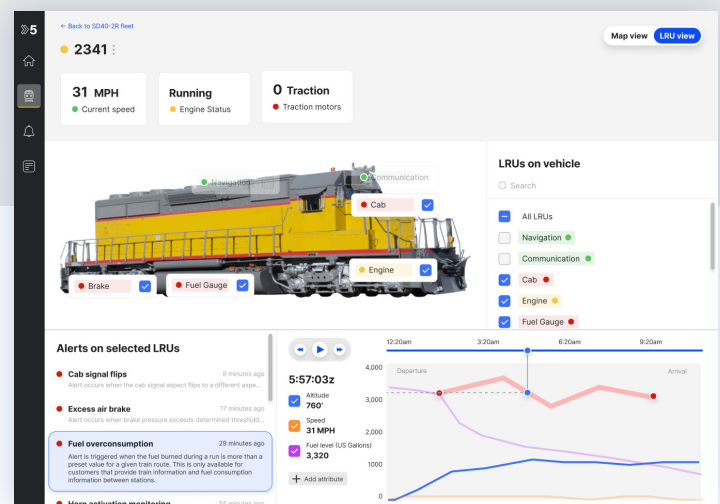 5
← Back to SD40-2R fleet
2341
Map view LRU view
31 MPH
Current speed
Running
Engine Status
0 Traction
Traction motors
Navigation
Communication
Cab
Engine
Brake
Fuel Gauge
LRUs on vehicle
Search
All LRUs
Navigation
Communication
Cab
Engine
Fuel Gauge
Alerts on selected LRUs
Cab signal flips 9 minutes ago
Alert occurs when the cab signal aspect flips to a different aspe...
Excess air brake 17 minutes ago
Alert occurs when brake pressure exceeds determined threshold...
Fuel overconsumption 29 minutes ago
Alert is triggered when the fuel burned during a run is more than a
preset value for a given train route. This is only available for
customers that provide train information and fuel consumption
information between stations.
Horn activation monitoring 55 minutes ago
5:57:03z
Altitude
760'
Speed
31 MPH
Fuel level (US Gallons)
3,320
+ Add attribute
12:20am 3:20am 6:20am 9:20am
Departure Arrival
4,000
3,000
2,000
1000
0